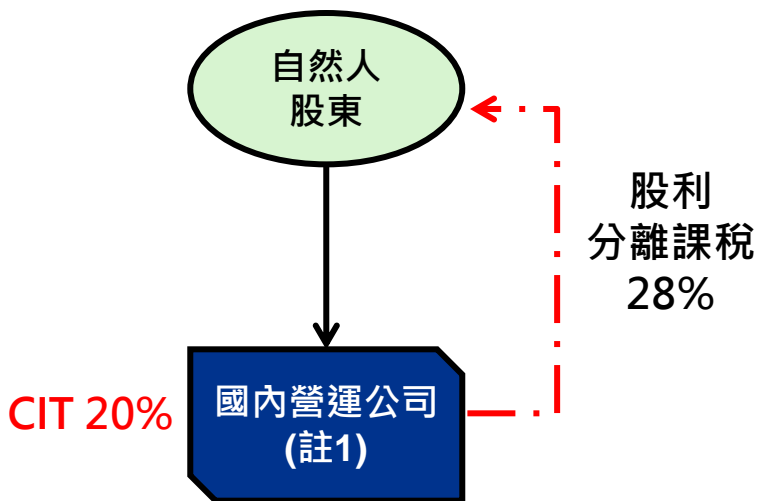 自然人
股東
股利
分離課稅
28%
CIT 20%
國內營運公司
(註1)